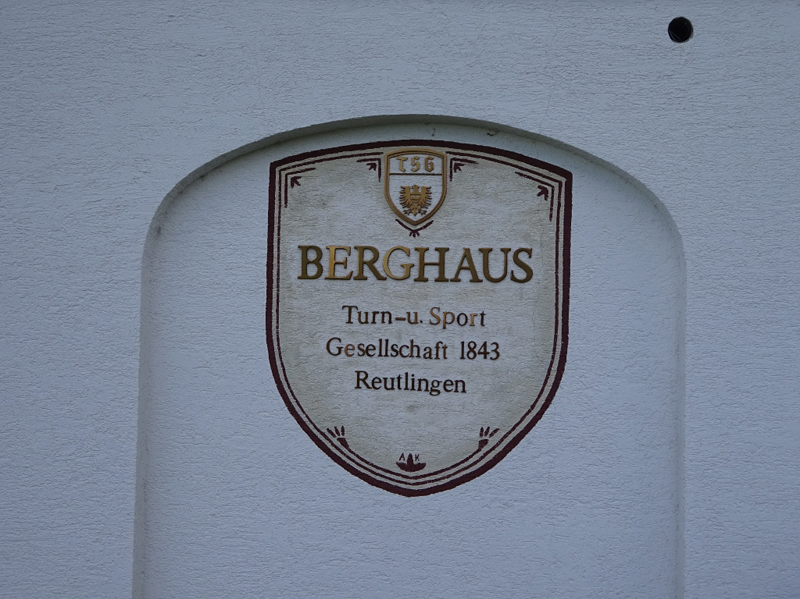 TSG
BERGHAUS
Turn-u. Sport
Gesellschaft 1843
Reutlingen
A K